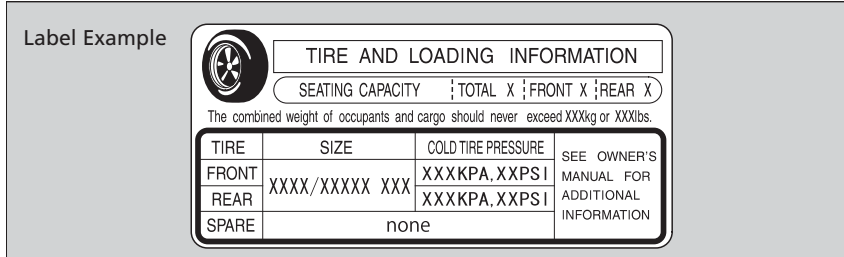 Label Example
TIRE AND LOADING INFORMATION
SEATING CAPACITY TOTAL X FRONT X REAR X
The combined weight of occupants and cargo should never exceed XXXkg or XXXlbs.
TIRE SIZE COLD TIRE PRESSURE
FRONT XXXX/XXXXX XXX XXXKPA,XXPSI
REAR XXXKPA,XXPSI
SPARE none
SEE OWNER'S
MANUAL FOR
ADDITIONAL
INFORMATION